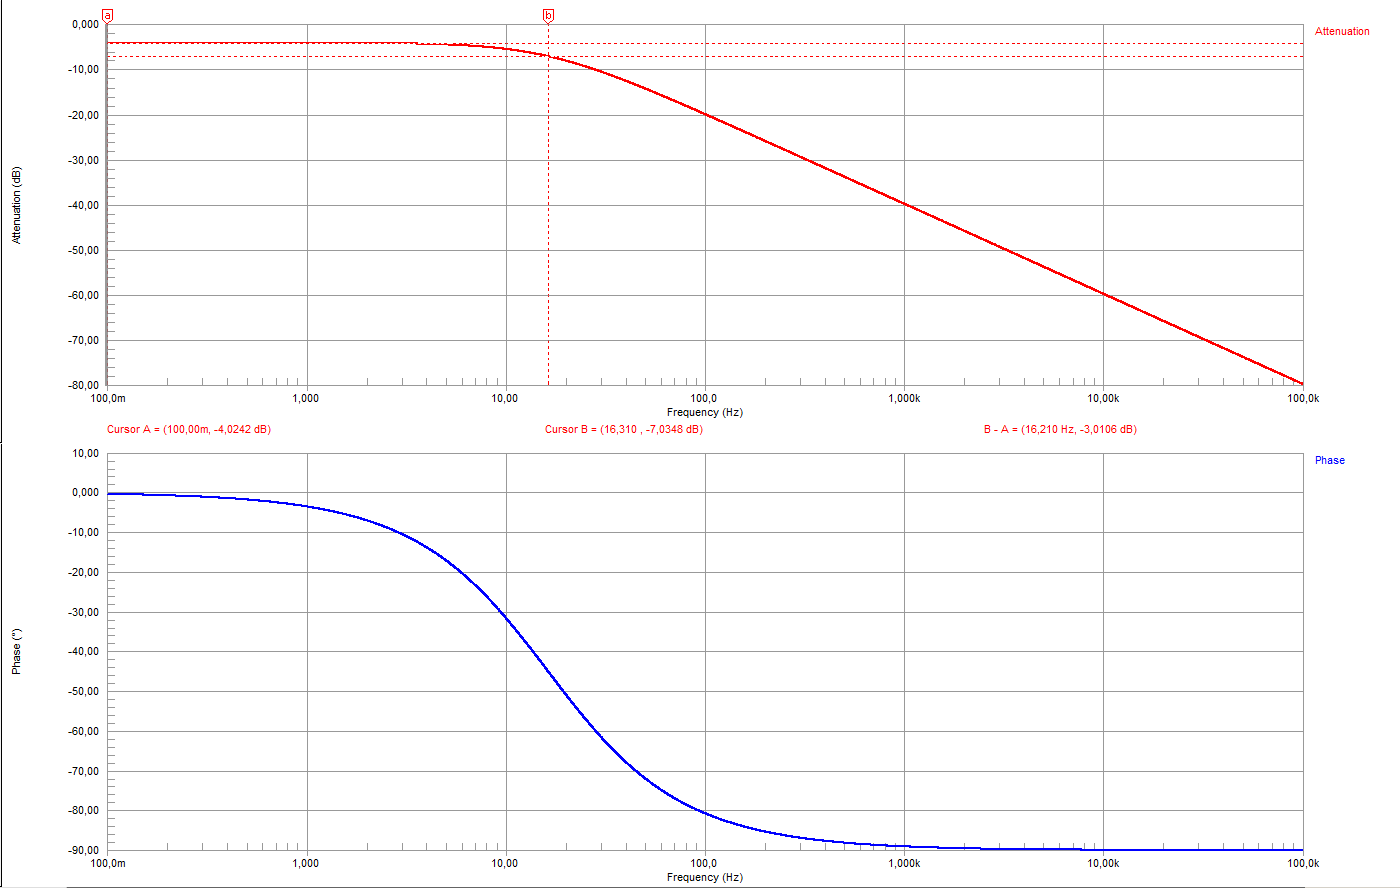 a b
Attenuation
0,000
-10,00
-20,00
-30,00
-40,00
-50,00
-60,00
-70,00
-80,00
Attenuation (dB)
100,0m 1,000 10,00 100,0 1,000k 10,00k 100,0k
Frequency (Hz)
Cursor A = (100,00m, -4,0242 dB) Cursor B = (16,310 , -7,0348 dB) B - A = (16,210 Hz, -3,0106 dB)
Phase
10,00
0,000
-10,00
-20,00
-30,00
-40,00
-50,00
-60,00
-70,00
-80,00
-90,00
Phase (°)
100,0m 1,000 10,00 100,0 1,000k 10,00k 100,0k
Frequency (Hz)